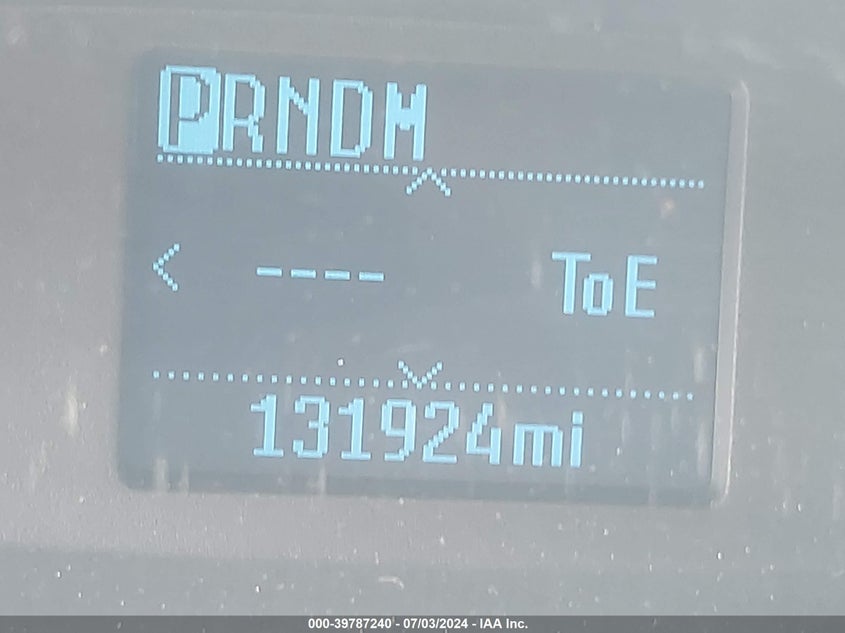 PRNDM
< ---- ToE
131924mi
000-39787240 - 07/03/2024 - IAA Inc.